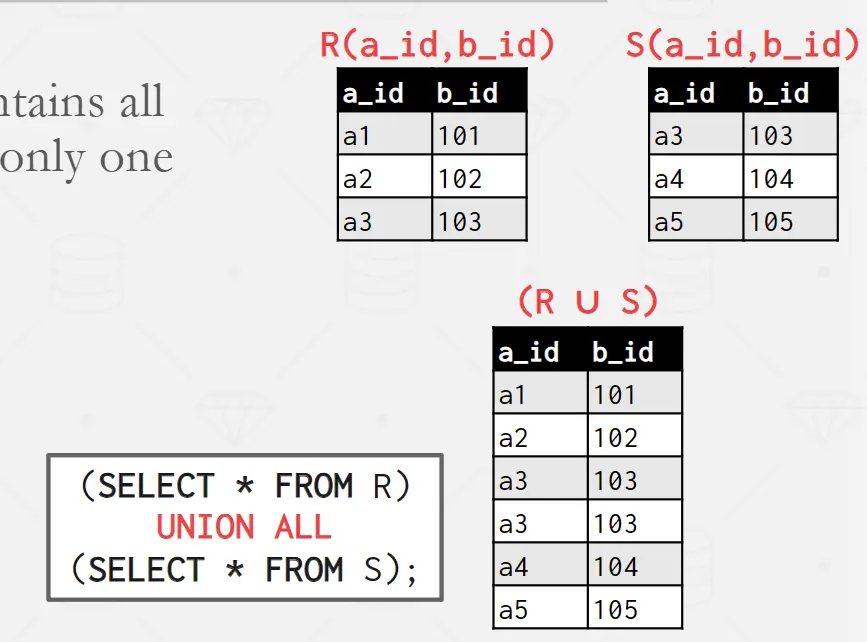 ntains all
only one
R(a_id,b_id)
a_id b_id
a1 101
a2 102
a3 103
S(a_id,b_id)
a_id b_id
a3 103
a4 104
a5 105
(R ∪ S)
a_id b_id
a1 101
a2 102
a3 103
a3 103
a4 104
a5 105
(SELECT * FROM R)
UNION ALL
(SELECT * FROM S);